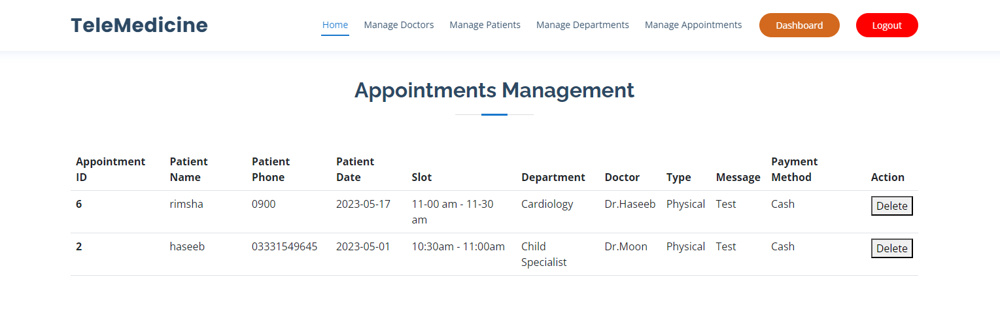 TeleMedicine
Home Manage Doctors Manage Patients Manage Departments Manage Appointments Dashboard Logout
Appointments Management
Appointment ID Patient Name Patient Phone Patient Date Slot Department Doctor Type Message Payment Method Action
6 rimsha 0900 2023-05-17 11-00 am - 11-30 am Cardiology Dr.Haseeb Physical Test Cash Delete
2 haseeb 03331549645 2023-05-01 10:30am - 11:00am Child Specialist Dr.Moon Physical Test Cash Delete